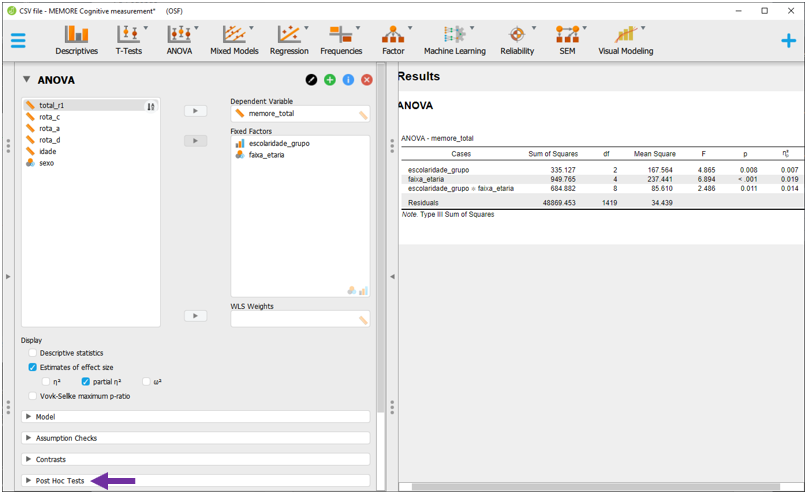 CSV file - MEMORE Cognitive measurement* (OSF)
Descriptives T-Tests ANOVA Mixed Models Regression Frequencies Factor Machine Learning Reliability SEM Visual Modeling
ANOVA
total_r1
rota_c
rota_a
rota_d
idade
sexo
Dependent Variable
memore_total
Fixed Factors
escolaridade_grupo
faixa_etaria
WLS Weights
Display
Descriptive statistics
Estimates of effect size
η² partial η² ω²
Vovk-Sellke maximum p-ratio
Model
Assumption Checks
Contrasts
Post Hoc Tests
Results
ANOVA
ANOVA - memore_total
Cases Sum of Squares df Mean Square F p η²p
escolaridade_grupo 335.127 2 167.564 4.865 0.008 0.007
faixa_etaria 949.765 4 237.441 6.894 < .001 0.019
escolaridade_grupo ∗ faixa_etaria 684.882 8 85.610 2.486 0.011 0.014
Residuals 48869.453 1419 34.439
Note. Type III Sum of Squares